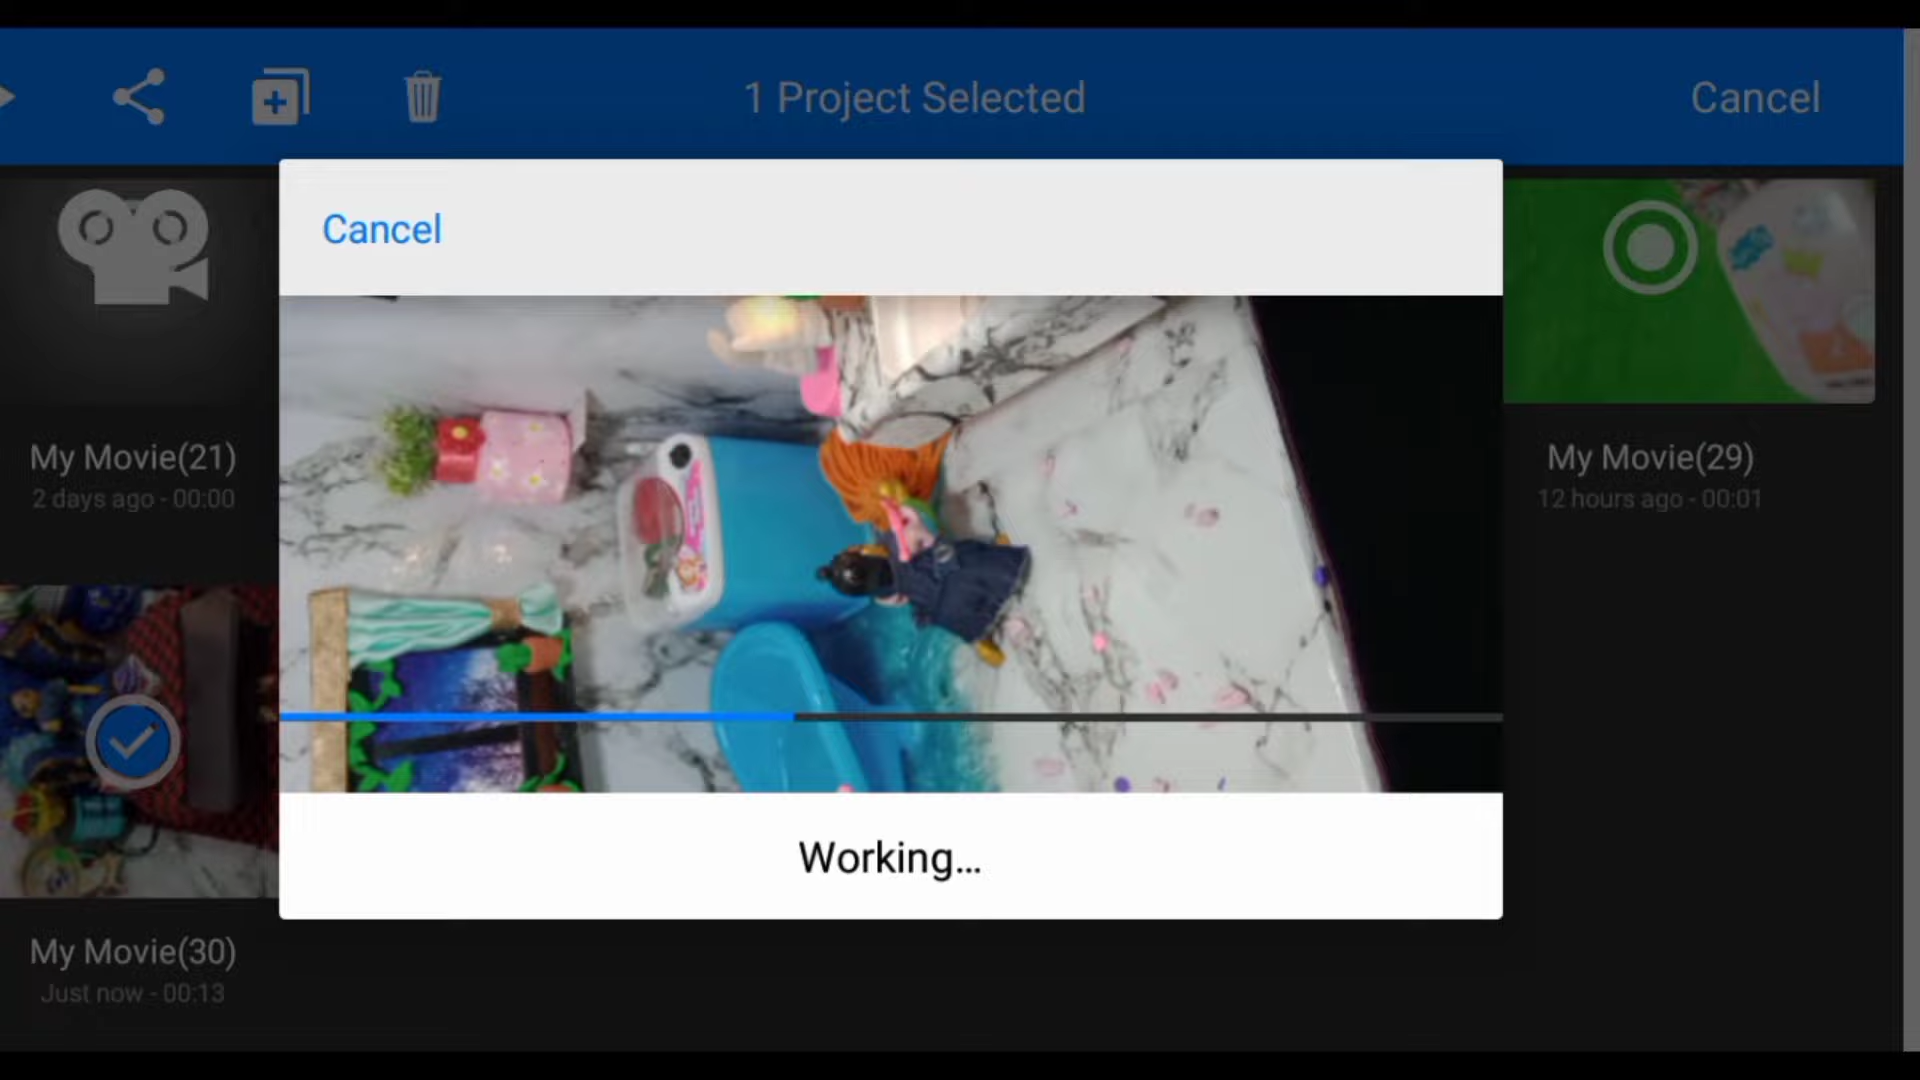 1 Project Selected
Cancel
Cancel
My Movie(21)
2 days ago - 00:00
My Movie(29)
12 hours ago - 00:01
Working...
My Movie(30)
Just now - 00:13